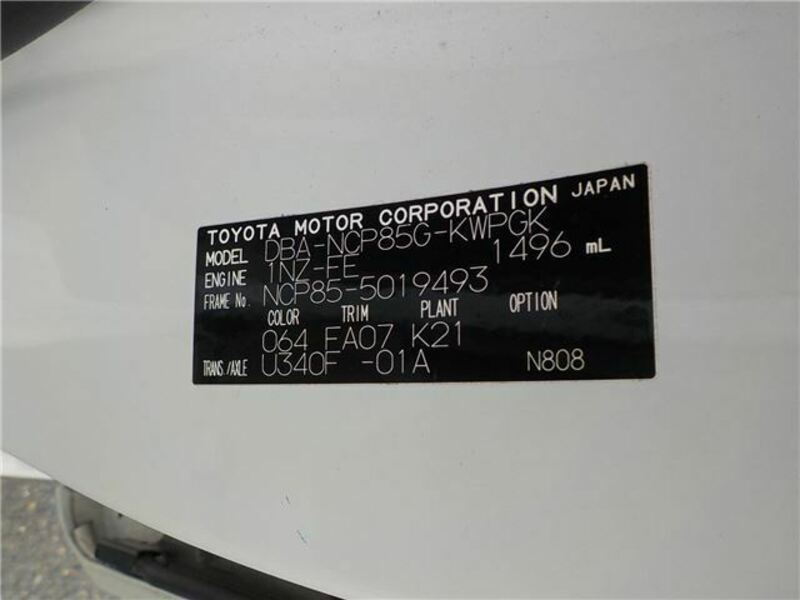 TOYOTA MOTOR CORPORATION JAPAN
MODEL DBA-NCP85G-KWPGK
ENGINE 1NZ-FE 1496 mL
FRAME No. NCP85-5019493
COLOR TRIM PLANT OPTION
064 FA07 K21
TRANS./AXLE U340F -01A N808